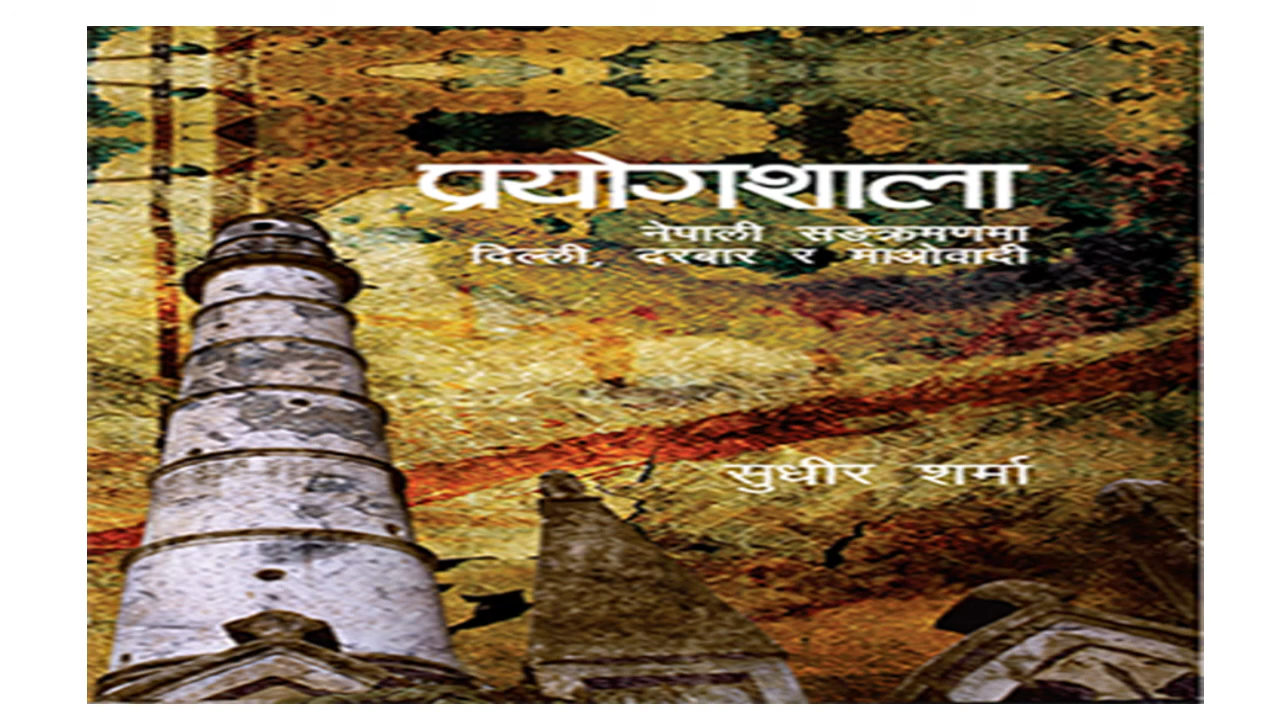 प्रयोगशाला
नेपाली सङ्क्रमणमा
दिल्ली, दरबार र माओवादी
सुधीर शर्मा